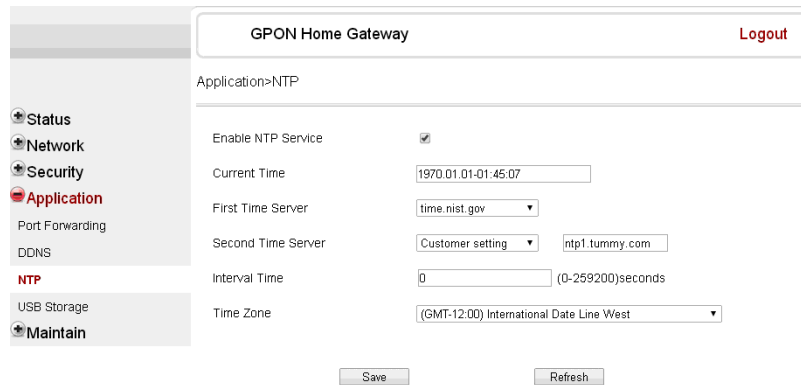 GPON Home Gateway
Logout
Application>NTP
Status
Network
Security
Application
Port Forwarding
DDNS
NTP
USB Storage
Maintain
Enable NTP Service
Current Time 1970.01.01-01:45:07
First Time Server time.nist.gov
Second Time Server Customer setting ntp1.tummy.com
Interval Time 0 (0-259200)seconds
Time Zone (GMT-12:00) International Date Line West
Save Refresh